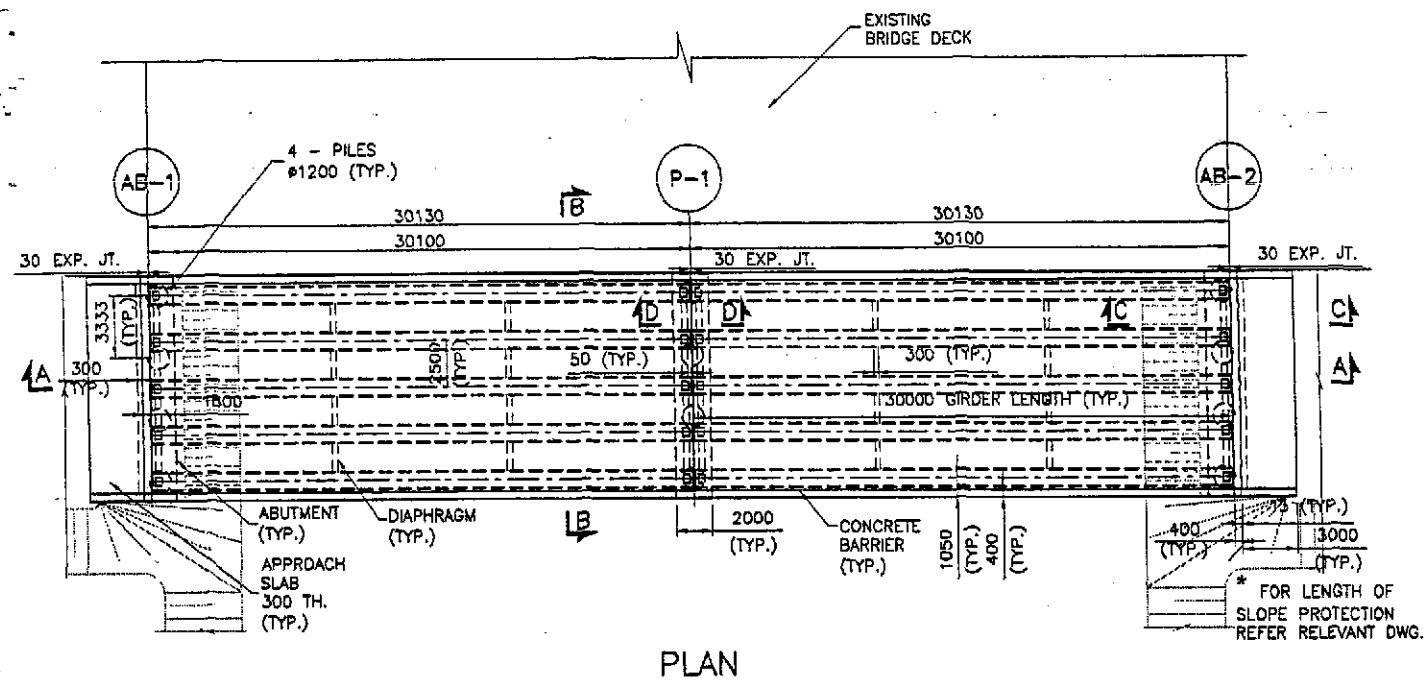 EXISTING
BRIDGE DECK
4 - PILES
ø1200 (TYP.)
AB-1
P-1
AB-2
B
30130
30130
30100
30100
30 EXP. JT.
30 EXP. JT.
30 EXP. JT.
3333
(TYP.)
D
D
C
C
2500
(TYP.)
50 (TYP.)
300 (TYP.)
A
300
(TYP.)
A
1800
30000 GIRDER LENGTH (TYP.)
ABUTMENT
(TYP.)
DIAPHRAGM
(TYP.)
B
2000
(TYP.)
CONCRETE
BARRIER
(TYP.)
1050
(TYP.)
400
(TYP.)
(TYP.)
400
(TYP.)
3000
(TYP.)
APPROACH
SLAB
300 TH.
(TYP.)
* FOR LENGTH OF
SLOPE PROTECTION
REFER RELEVANT DWG.
PLAN